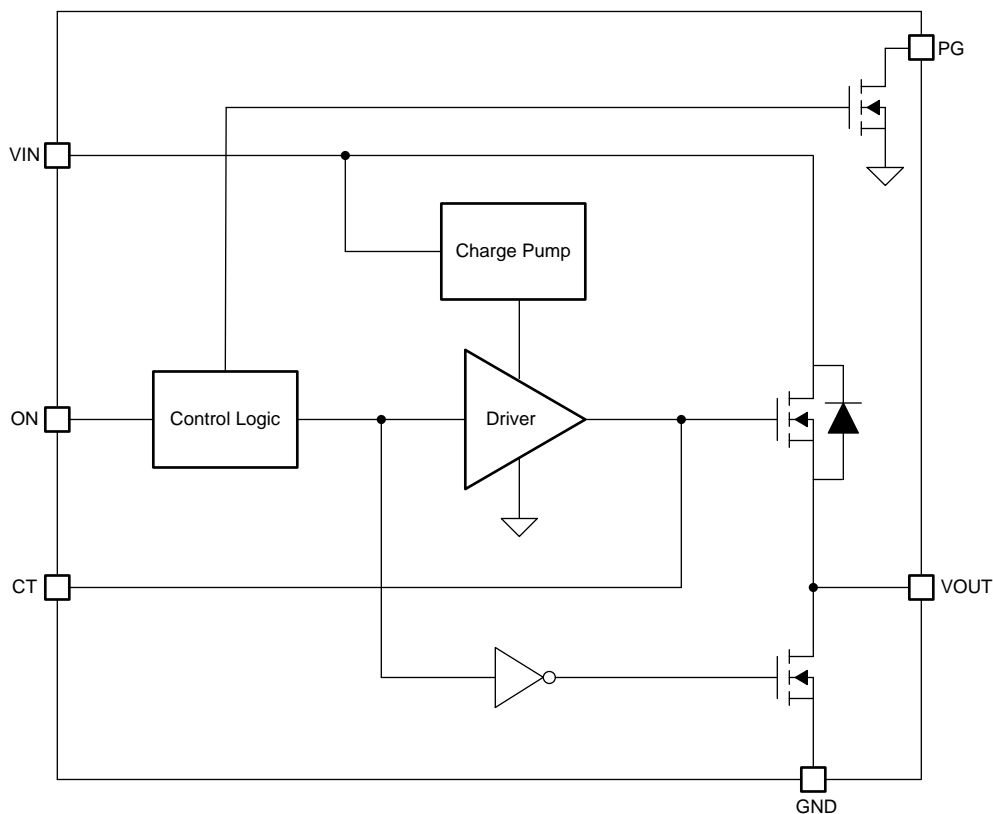 PG
VIN
Charge Pump
ON
Control Logic
Driver
CT
VOUT
GND